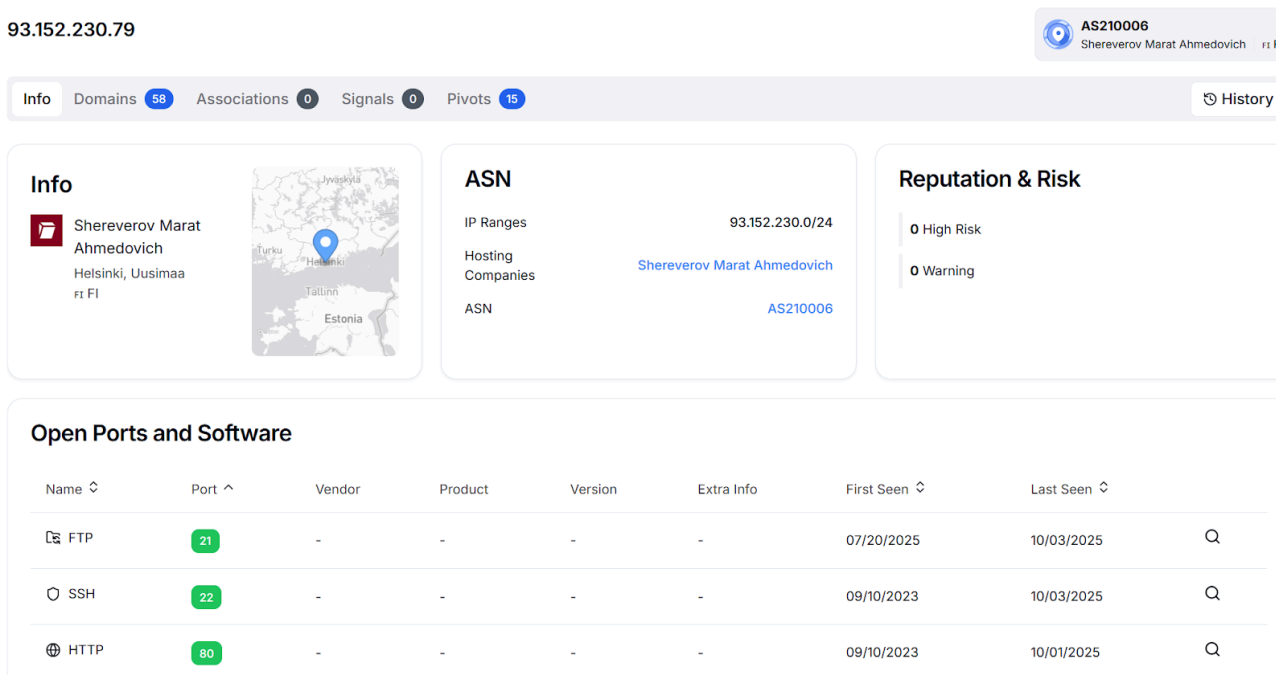 93.152.230.79
AS210006
Shereverov Marat Ahmedovich FI
Info Domains 58 Associations 0 Signals 0 Pivots 15 History
Info
Shereverov Marat
Ahmedovich
Helsinki, Uusimaa
FI FI
Jyväskylä
Turku
Helsinki
Tallinn
Estonia
ASN
IP Ranges 93.152.230.0/24
Hosting
Companies
Shereverov Marat Ahmedovich
ASN AS210006
Reputation & Risk
0 High Risk
0 Warning
Open Ports and Software
Name Port Vendor Product Version Extra Info First Seen Last Seen
FTP 21 - - - - 07/20/2025 10/03/2025
SSH 22 - - - - 09/10/2023 10/03/2025
HTTP 80 - - - - 09/10/2023 10/01/2025